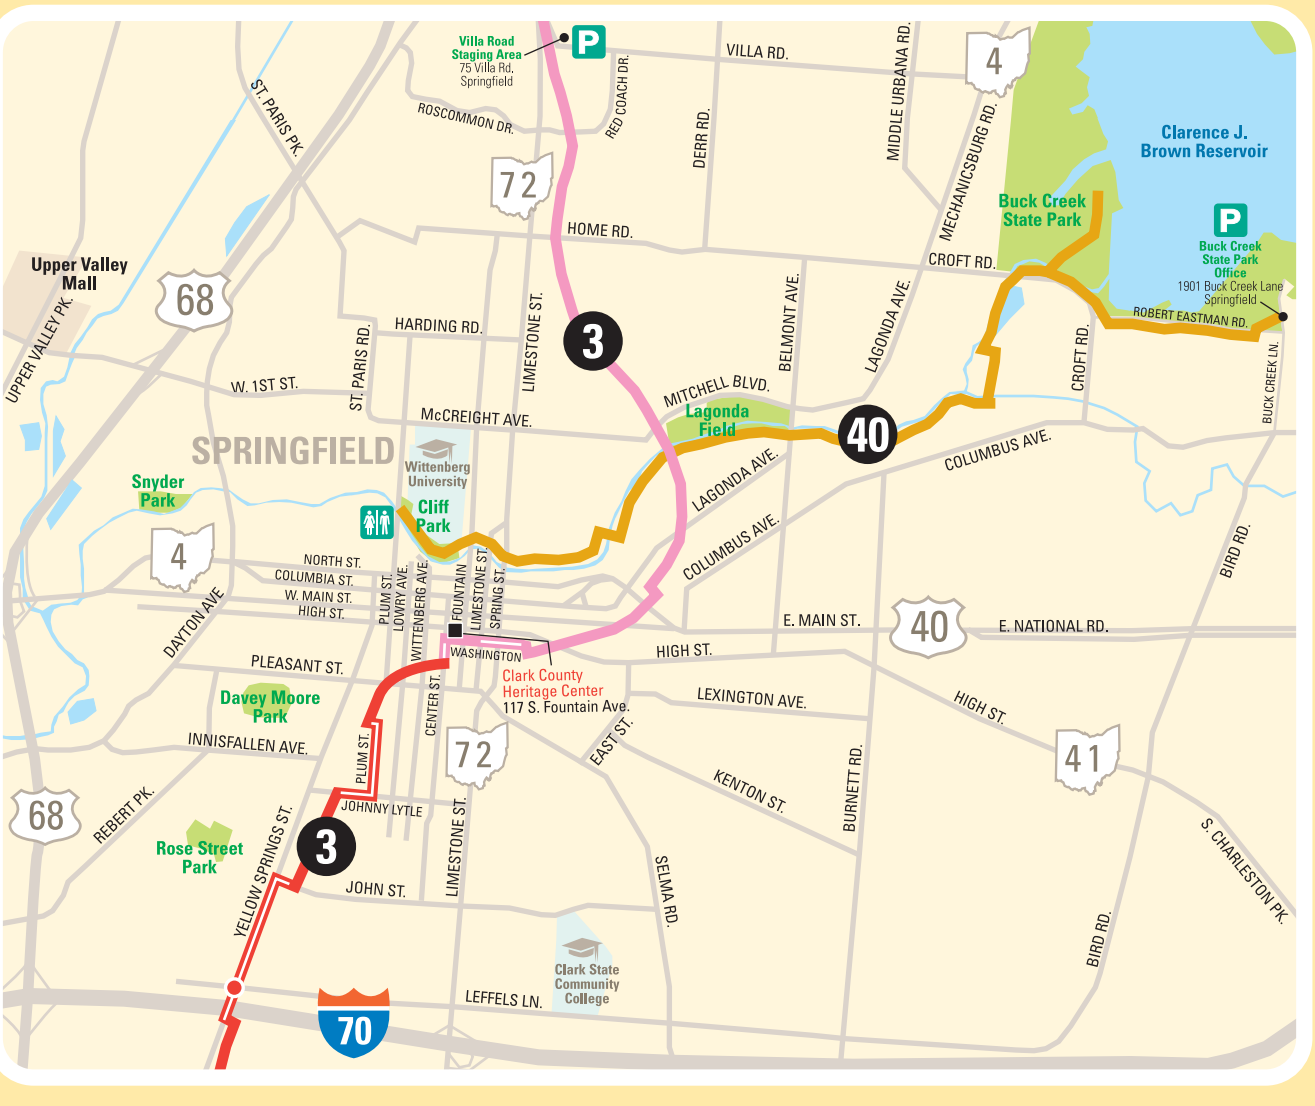 Villa Road
Staging Area
75 Villa Rd.
Springfield
P
VILLA RD.
MIDDLE URBANA RD.
4
ST. PARIS PK.
ROSCOMMON DR.
RED COACH DR.
DERR RD.
MECHANICSBURG RD.
Clarence J.
Brown Reservoir
72
Buck Creek
State Park
P
Buck Creek
State Park
Office
1901 Buck Creek Lane
Springfield
HOME RD.
CROFT RD.
Upper Valley
Mall
68
UPPER VALLEY PK.
HARDING RD.
LIMESTONE ST.
BELMONT AVE.
LAGONDA AVE.
ROBERT EASTMAN RD.
3
ST. PARIS RD.
W. 1ST ST.
MITCHELL BLVD.
CROFT RD.
BUCK CREEK LN.
McCREIGHT AVE.
Lagonda
Field
40
SPRINGFIELD
Wittenberg
University
COLUMBUS AVE.
LAGONDA AVE.
Snyder
Park
Cliff
Park
COLUMBUS AVE.
BIRD RD.
4
NORTH ST.
COLUMBIA ST.
W. MAIN ST.
HIGH ST.
PLUM ST.
LOWRY AVE.
WITTENBERG AVE.
FOUNTAIN
LIMESTONE ST.
SPRING ST.
DAYTON AVE
E. MAIN ST.
40
E. NATIONAL RD.
WASHINGTON
HIGH ST.
PLEASANT ST.
Clark County
Heritage Center
117 S. Fountain Ave.
Davey Moore
Park
CENTER ST.
LEXINGTON AVE.
HIGH ST.
INNISFALLEN AVE.
PLUM ST.
72
EAST ST.
41
KENTON ST.
BURNETT RD.
68
REBERT PK.
JOHNNY LYTLE
YELLOW SPRINGS ST.
3
LIMESTONE ST.
Rose Street
Park
JOHN ST.
SELMA RD.
S. CHARLESTON PK.
BIRD RD.
Clark State
Community
College
LEFFELS LN.
70